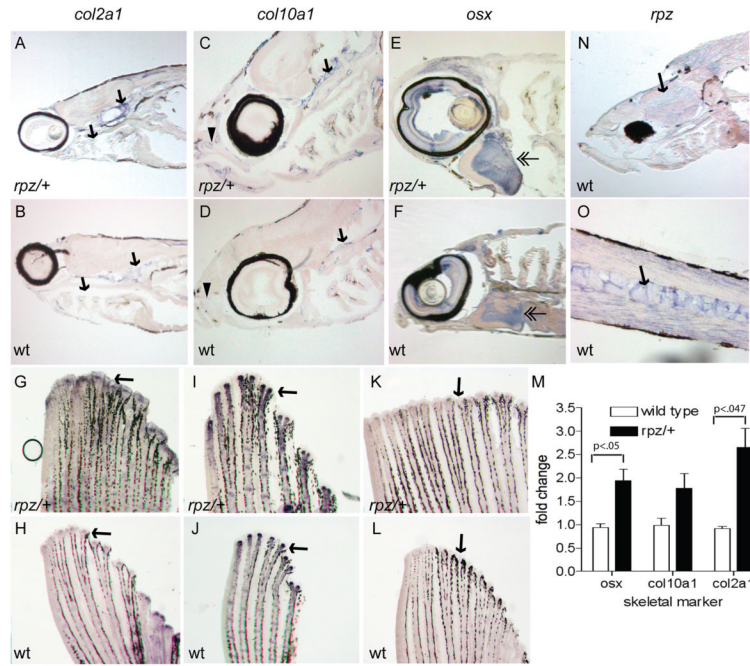 col2a1
col10a1
osx
rpz
A
rpz/+
C
rpz/+
E
rpz/+
N
wt
B
wt
D
wt
F
wt
O
wt
G
rpz/+
I
rpz/+
K
rpz/+
H
wt
J
wt
L
wt
M
wild type
rpz/+
p<.05
p<.047
fold change
3.5
3.0
2.5
2.0
1.5
1.0
0.5
0.0
osx
col10a1
col2a1
skeletal marker